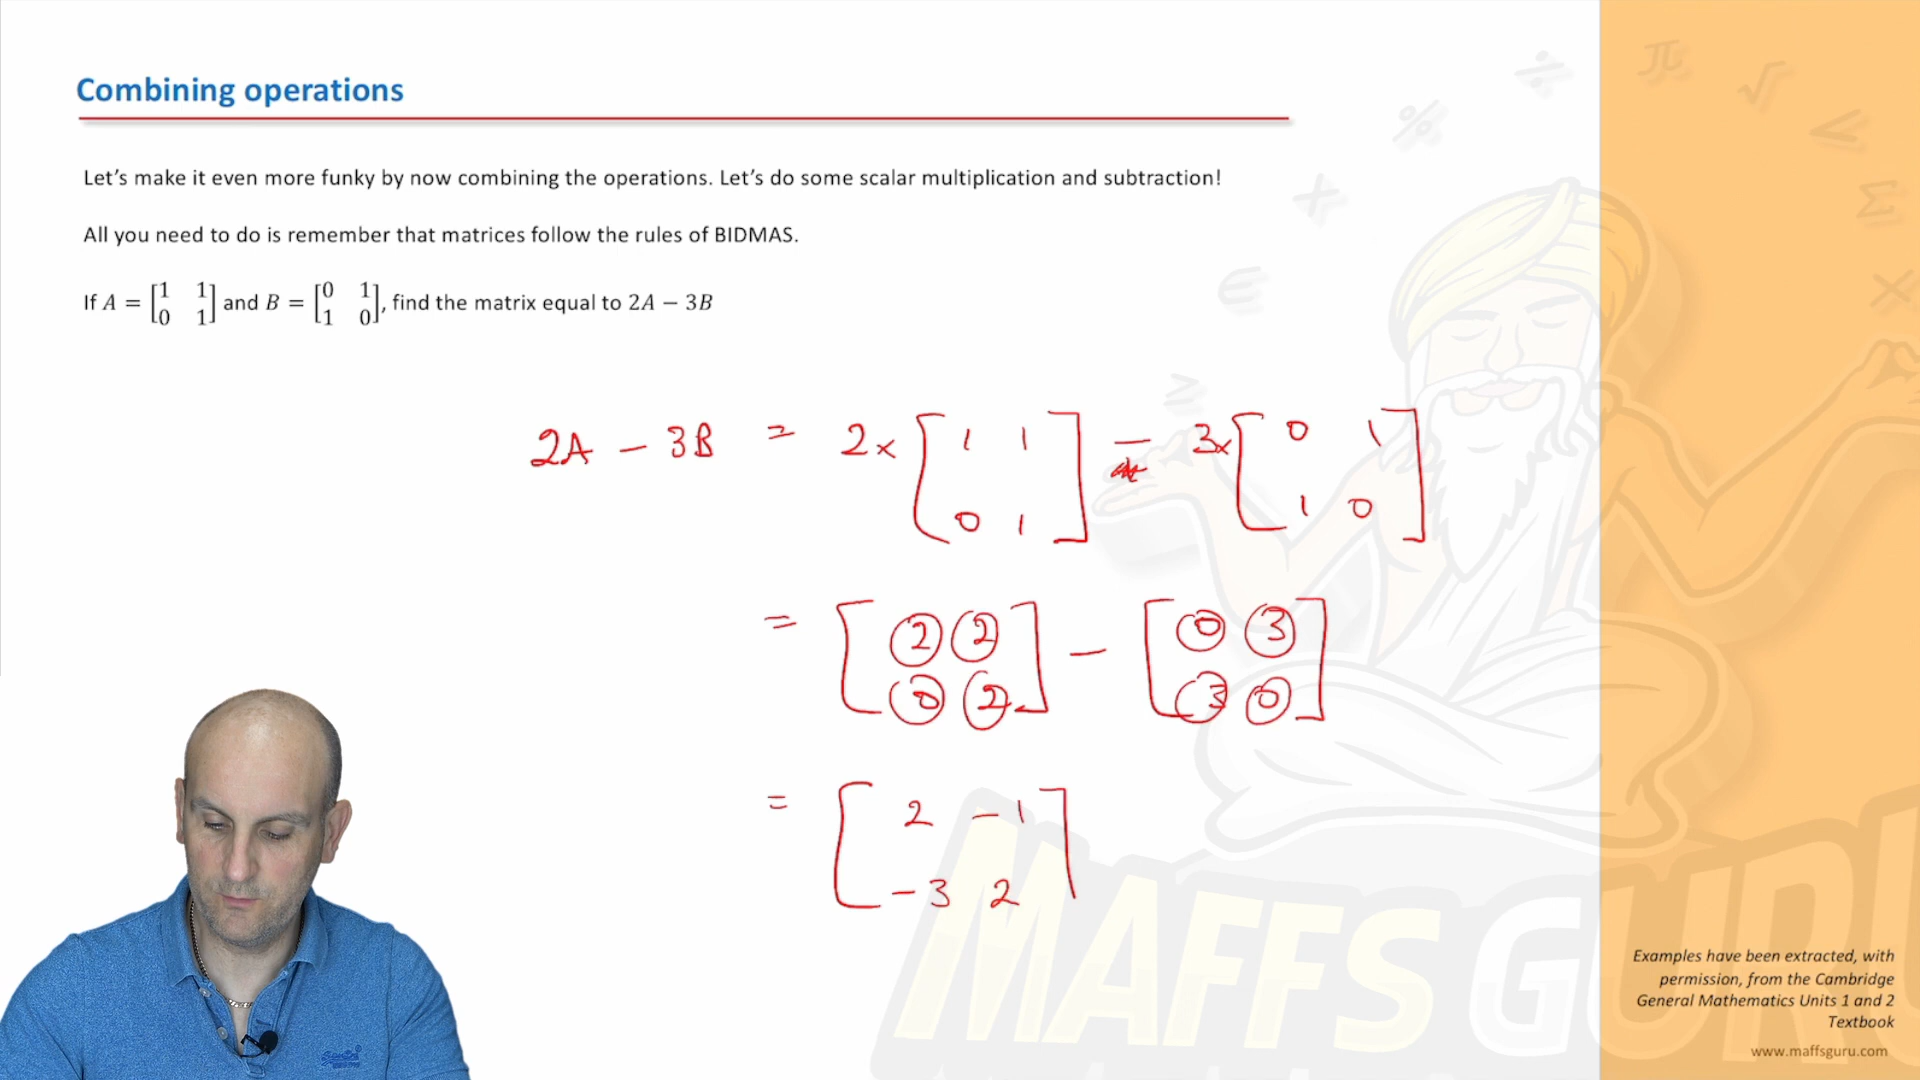 Combining operations
Let's make it even more funky by now combining the operations. Let's do some scalar multiplication and subtraction!
All you need to do is remember that matrices follow the rules of BIDMAS.
If A = [1 1 0 1] and B = [0 1 1 0], find the matrix equal to 2A − 3B
2A − 3B = 2× [1 1 − 3× [0 1
0 1] 1 0]
= [2 2 − [0 3
0 2] 3 0]
= [2 −1
−3 2]
MAFFS GURU
Examples have been extracted, with
permission, from the Cambridge
General Mathematics Units 1 and 2
Textbook
www.maffsguru.com